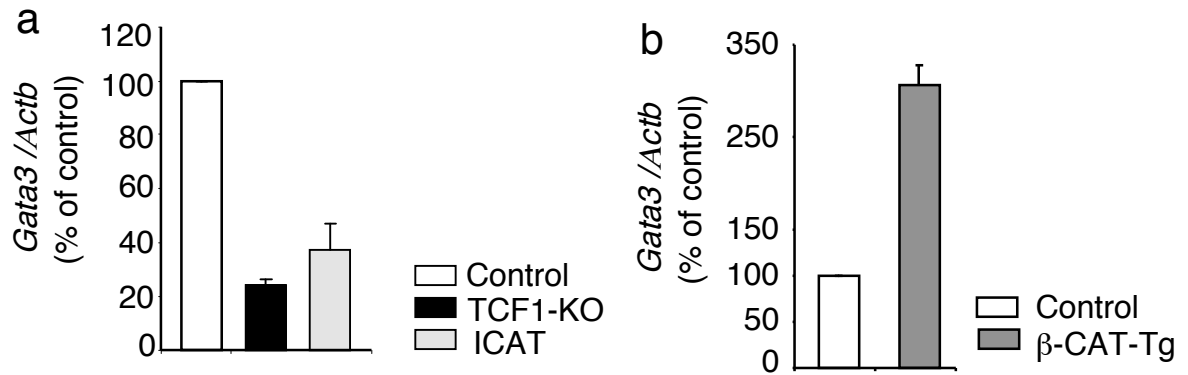 a
Gata3 /Actb
(% of control)
120
100
80
60
40
20
0
Control
TCF1-KO
ICAT
b
Gata3 /Actb
(% of control)
350
250
150
100
50
0
Control
β-CAT-Tg